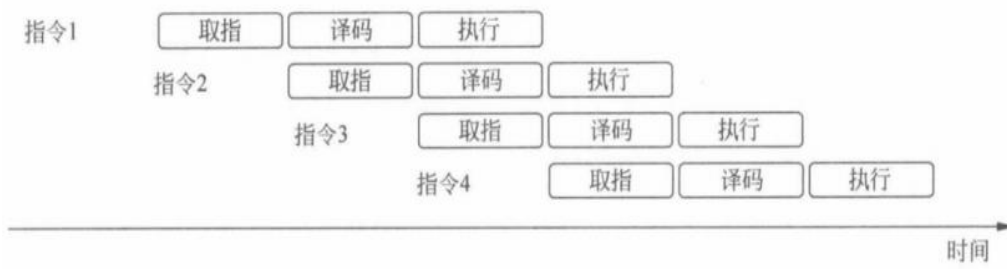 指令1 取指 译码 执行
指令2 取指 译码 执行
指令3 取指 译码 执行
指令4 取指 译码 执行
时间